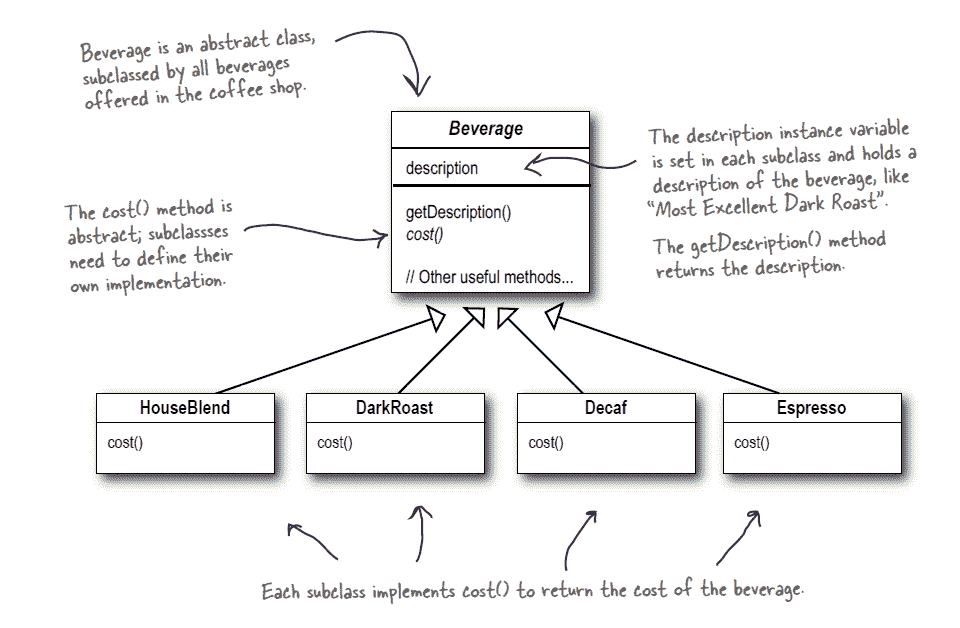 Beverage is an abstract class,
subclassed by all beverages
offered in the coffee shop.
Beverage
description
The description instance variable
is set in each subclass and holds a
description of the beverage, like
“Most Excellent Dark Roast”.
The cost() method is
abstract; subclassses
need to define their
own implementation.
getDescription()
cost()
// Other useful methods...
The getDescription() method
returns the description.
HouseBlend
cost()
DarkRoast
cost()
Decaf
cost()
Espresso
cost()
Each subclass implements cost() to return the cost of the beverage.